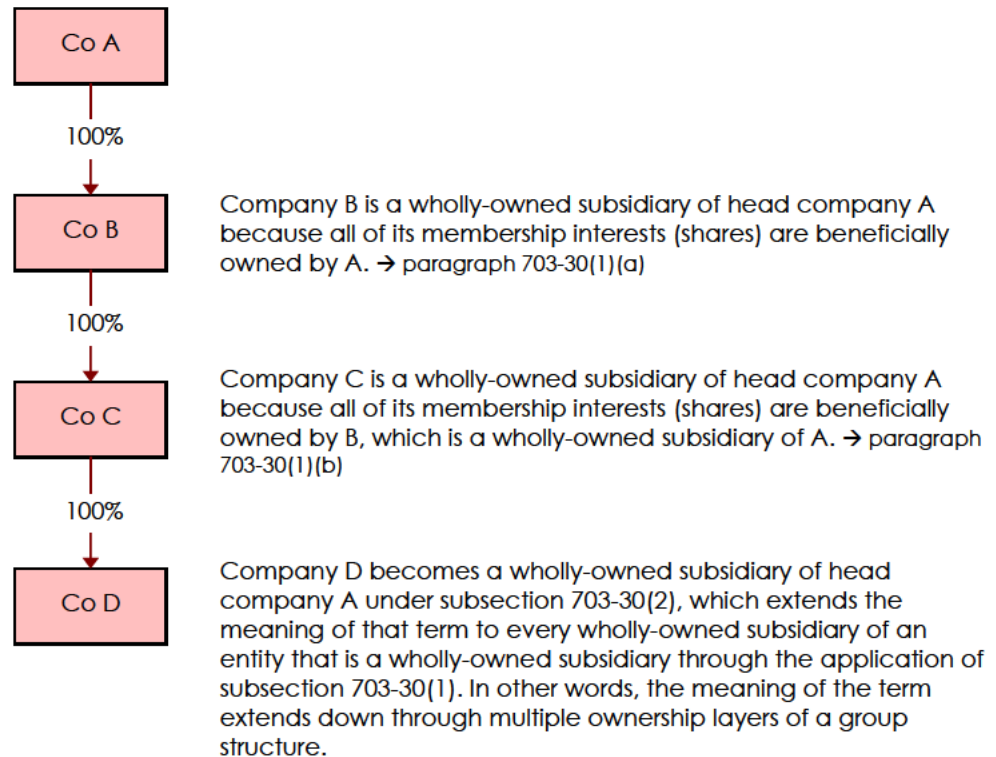 Co A
100%
Co B
Company B is a wholly-owned subsidiary of head company A
because all of its membership interests (shares) are beneficially
owned by A. → paragraph 703-30(1)(a)
100%
Co C
Company C is a wholly-owned subsidiary of head company A
because all of its membership interests (shares) are beneficially
owned by B, which is a wholly-owned subsidiary of A. → paragraph
703-30(1)(b)
100%
Co D
Company D becomes a wholly-owned subsidiary of head
company A under subsection 703-30(2), which extends the
meaning of that term to every wholly-owned subsidiary of an
entity that is a wholly-owned subsidiary through the application of
subsection 703-30(1). In other words, the meaning of the term
extends down through multiple ownership layers of a group
structure.